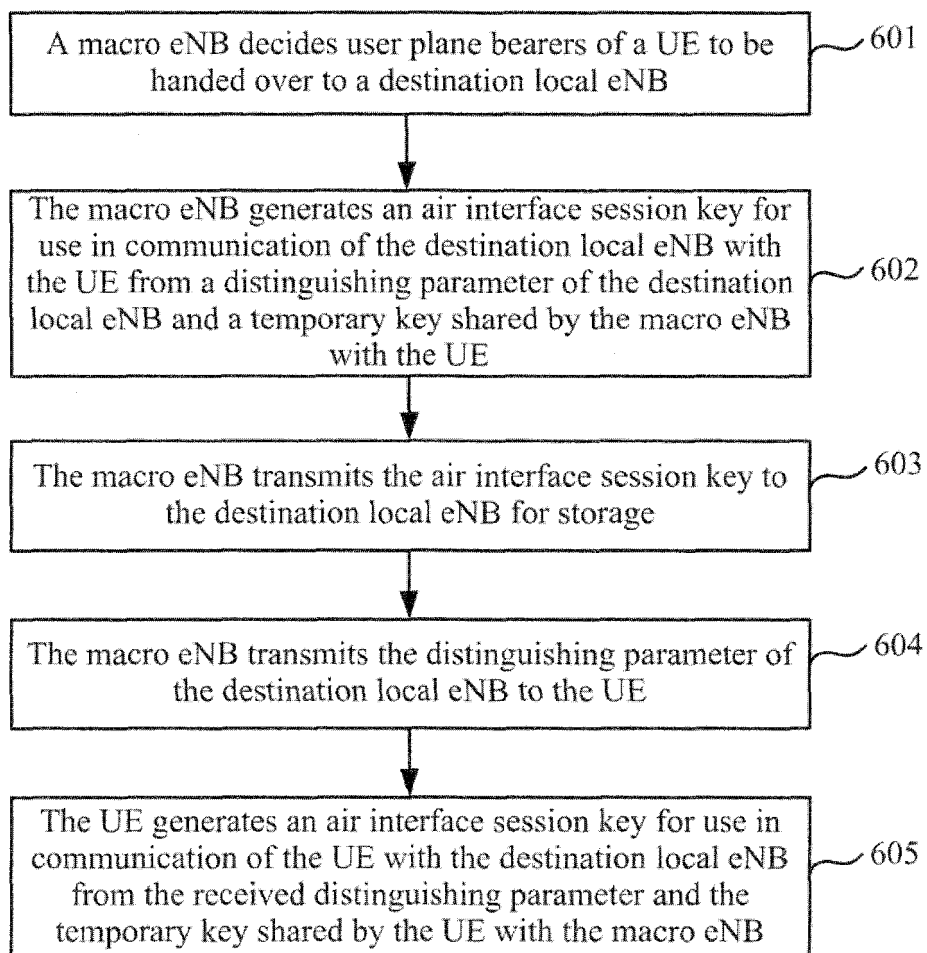 A macro eNB decides user plane bearers of a UE to be
handed over to a destination local eNB
601
The macro eNB generates an air interface session key for
use in communication of the destination local eNB with
the UE from a distinguishing parameter of the destination
local eNB and a temporary key shared by the macro eNB
with the UE
602
The macro eNB transmits the air interface session key to
the destination local eNB for storage
603
The macro eNB transmits the distinguishing parameter of
the destination local eNB to the UE
604
The UE generates an air interface session key for use in
communication of the UE with the destination local eNB
from the received distinguishing parameter and the
temporary key shared by the UE with the macro eNB
605